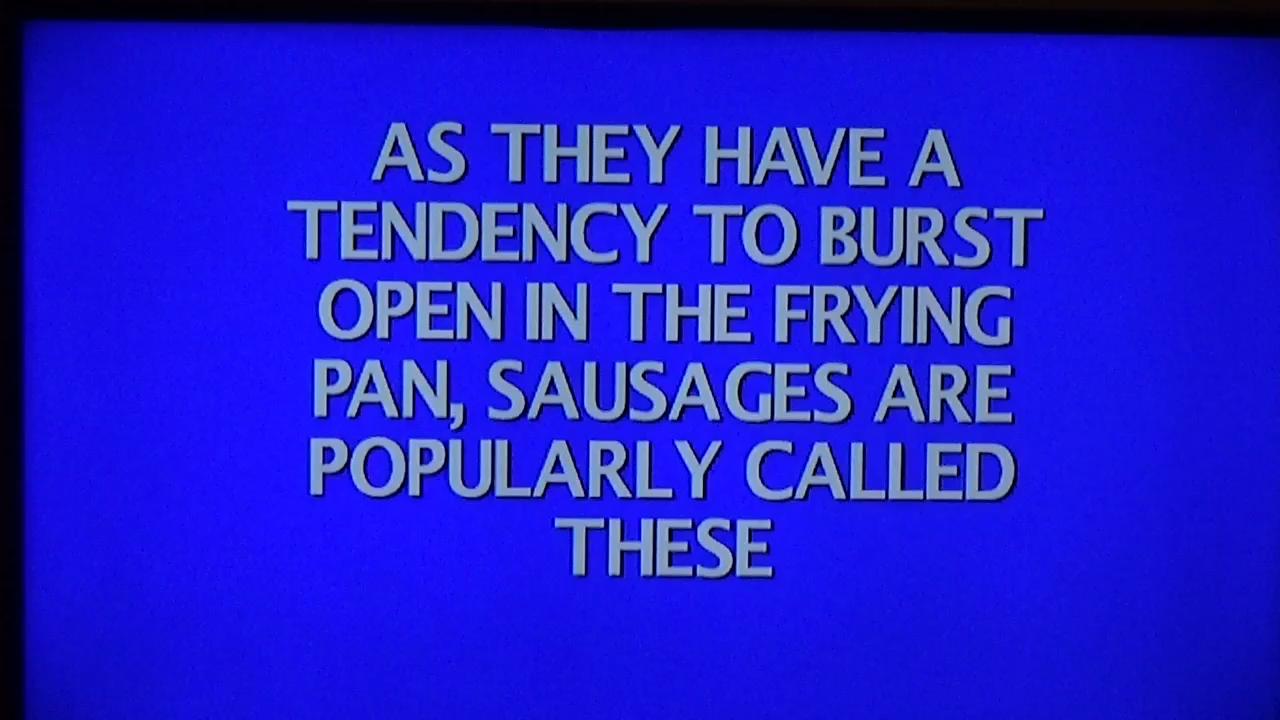 AS THEY HAVE A
TENDENCY TO BURST
OPEN IN THE FRYING
PAN, SAUSAGES ARE
POPULARLY CALLED
THESE